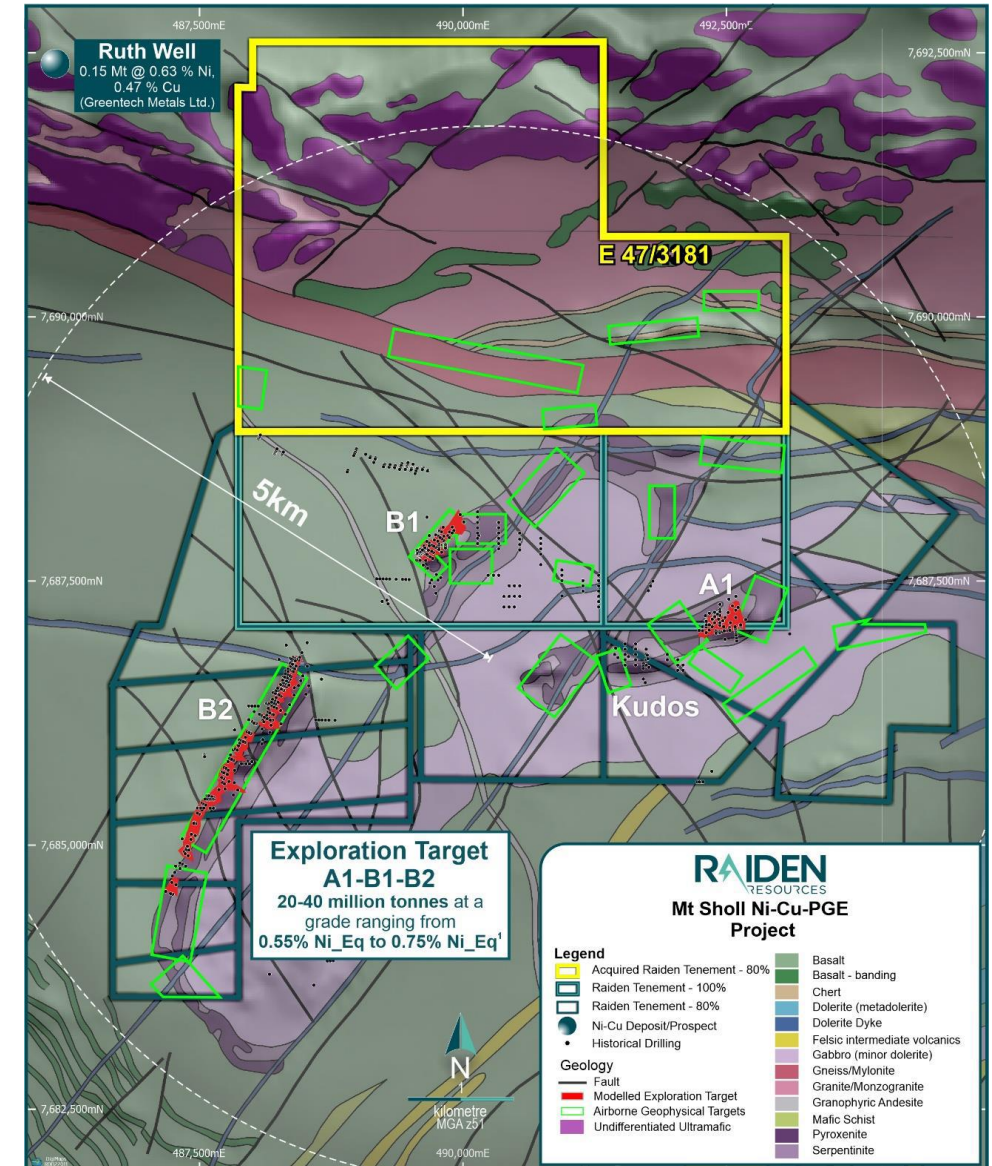 487,500mE
490,000mE
492,500mE
Ruth Well
0.15 Mt @ 0.63 % Ni,
0.47 % Cu
(Greentech Metals Ltd.)
7,692,500mN
E 47/3181
7,690,000mN
7,690,000mN
5km
B1
A1
7,687,500mN
7,687,500mN
B2
Kudos
7,685,000mN
Exploration Target
A1-B1-B2
20-40 million tonnes at a
grade ranging from
0.55% Ni_Eq to 0.75% Ni_Eq¹
RAIDEN
RESOURCES
Mt Sholl Ni-Cu-PGE
Project
Legend
Acquired Raiden Tenement - 80%
Raiden Tenement - 100%
Raiden Tenement - 80%
Ni-Cu Deposit/Prospect
Historical Drilling
Geology
Fault
Modelled Exploration Target
Airborne Geophysical Targets
Undifferentiated Ultramafic
Basalt
Basalt - banding
Chert
Dolerite (metadolerite)
Dolerite Dyke
Felsic intermediate volcanics
Gabbro (minor dolerite)
Gneiss/Mylonite
Granite/Monzogranite
Granophyric Andesite
Mafic Schist
Pyroxenite
Serpentinite
N
1
kilometre
MGA z51
7,682,500mN
487,500mE
490,000mE